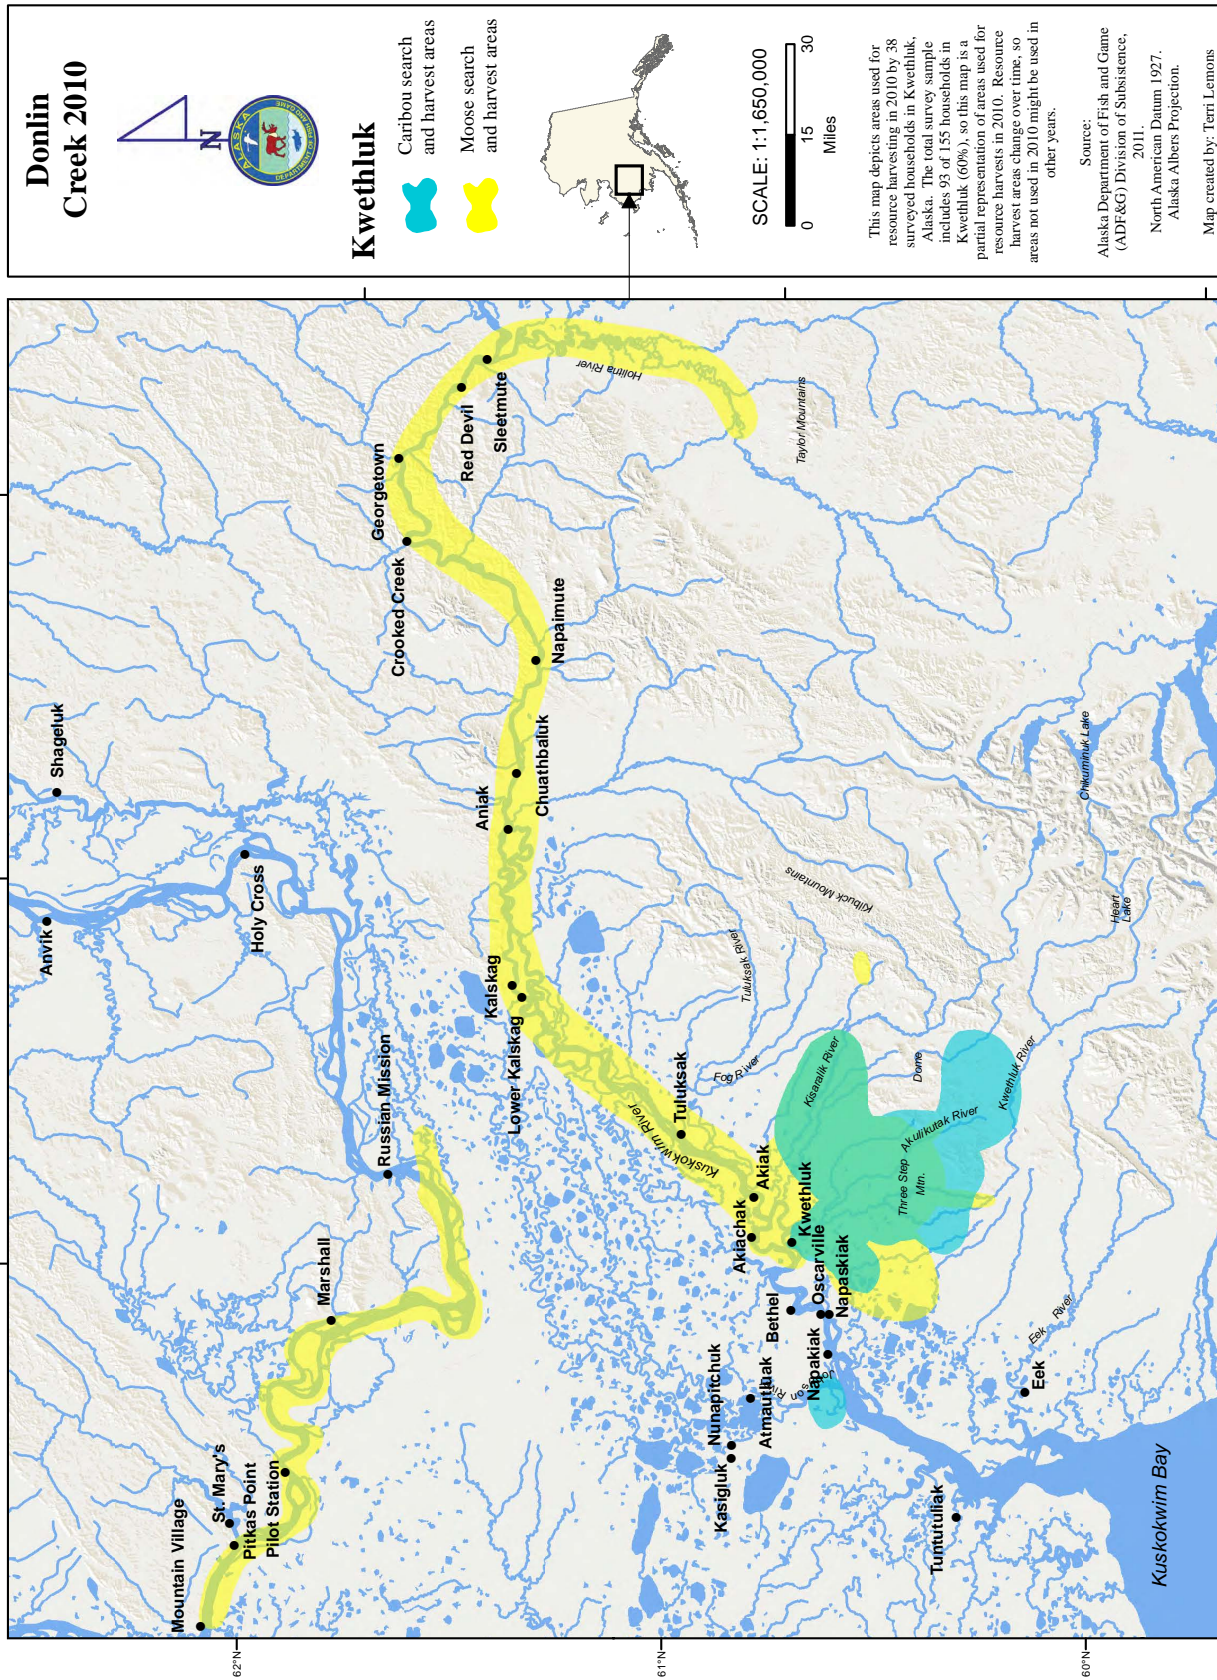 Donlin
Creek 2010
N
ALASKA
DEPARTMENT OF FISH AND GAME
Kwethluk
Caribou search
and harvest areas
Moose search
and harvest areas
SCALE: 1:1,650,000
0 15 30
Miles
This map depicts areas used for
resource harvesting in 2010 by 38
surveyed households in Kwethluk,
Alaska. The total survey sample
includes 93 of 155 households in
Kwethluk (60%), so this map is a
partial representation of areas used for
resource harvests in 2010. Resource
harvest areas change over time, so
areas not used in 2010 might be used in
other years.
Source:
Alaska Department of Fish and Game
(ADF&G) Division of Subsistence,
2011.
North American Datum 1927.
Alaska Albers Projection.
Map created by: Terri Lemons
62°N
61°N
60°N
Mountain Village
St. Mary's
Pitkas Point
Pilot Station
Marshall
Russian Mission
Anvik
Holy Cross
Shageluk
Kalskag
Lower Kalskag
Aniak
Chuathbaluk
Napaimute
Crooked Creek
Georgetown
Red Devil
Sleetmute
Holitna River
Taylor Mountains
Tuluksak
Kuskokwim River
Fog River
Tuluksak River
Kilbuck Mountains
Akiak
Akiachak
Kwethluk
Oscarville
Napaskiak
Bethel
Napakiak
Johnson River
Atmautluak
Nunapitchuk
Kasigluk
Tuntutuliak
Eek
Eek River
Kisaralik River
Dome
Three Step
Mtn.
Akulikutak River
Kwethluk River
Heart
Lake
Chikuminuk Lake
Kuskokwim Bay